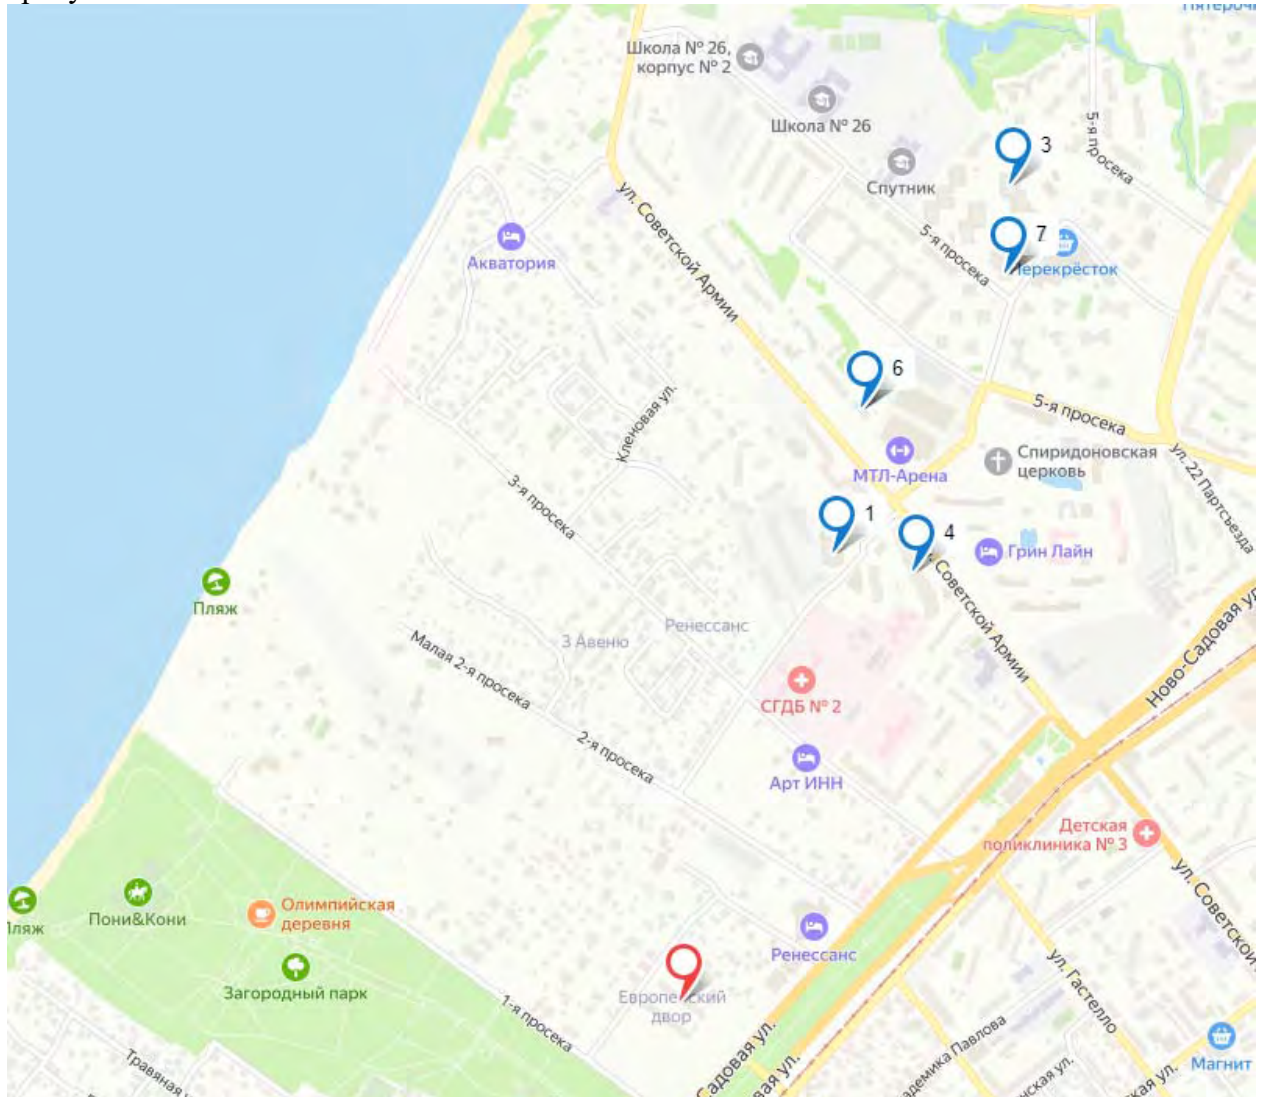 Школа № 26,
корпус № 2
Школа № 26
Спутник
5-я просека
3
ул. Советской Армии
Акватория
5-я просека
7
Перекрёсток
6
Кленовая ул.
5-я просека
МТЛ-Арена
Спиридоновская
церковь
ул. 22 Партсъезда
3-я просека
1
4
Грин Лайн
Советской Армии
Ново-Садовая ул.
Пляж
3 Авеню
Ренессанс
Малая 2-я просека
СГДБ № 2
2-я просека
Арт ИНН
Детская
поликлиника № 3
ул. Советской
Пляж
Пони&Кони
Олимпийская
деревня
Ренессанс
Загородный парк
Европейский
двор
1-я просека
ул. Гастелло
Садовая ул.
Травяная
Павлова
Магнит